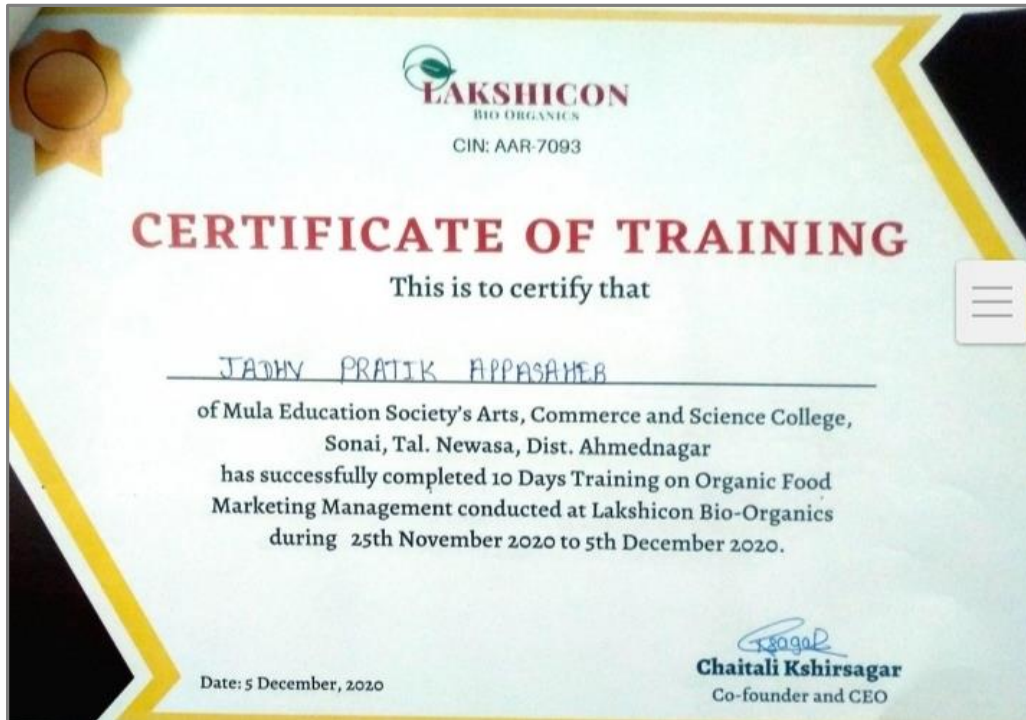 LAKSHICON
BIO ORGANICS
CIN: AAR-7093
CERTIFICATE OF TRAINING
This is to certify that
JADHV PRATIK APPASAHEB
of Mula Education Society's Arts, Commerce and Science College,
Sonai, Tal. Newasa, Dist. Ahmednagar
has successfully completed 10 Days Training on Organic Food
Marketing Management conducted at Lakshicon Bio-Organics
during 25th November 2020 to 5th December 2020.
Ksagar
Chaitali Kshirsagar
Date: 5 December, 2020
Co-founder and CEO